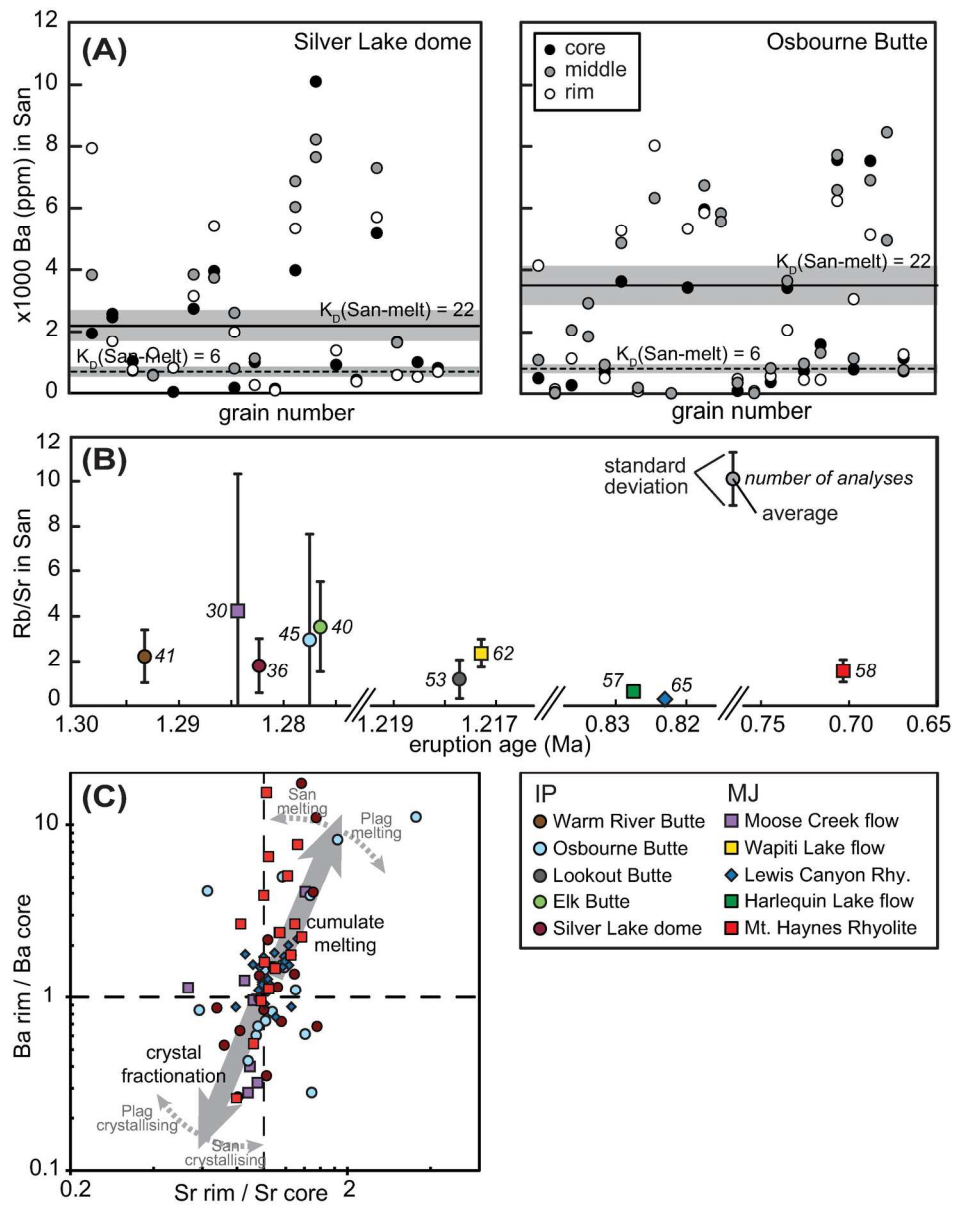 (A)
Silver Lake dome
Osbourne Butte
core
middle
rim
x1000 Ba (ppm) in San
12
10
8
6
4
2
0
K_D(San-melt) = 22
K_D(San-melt) = 6
K_D(San-melt) = 22
K_D(San-melt) = 6
grain number
grain number
(B)
Rb/Sr in San
12
10
8
6
4
2
0
standard
deviation
number of analyses
average
41
30
36
45
40
53
62
57
65
58
1.30
1.29
1.28
1.219
1.217
0.83
0.82
0.75
0.70
0.65
eruption age (Ma)
(C)
Ba rim / Ba core
10
1
0.1
San
melting
Plag
melting
cumulate
melting
crystal
fractionation
Plag
crystallising
San
crystallising
0.2
2
Sr rim / Sr core
IP
Warm River Butte
Osbourne Butte
Lookout Butte
Elk Butte
Silver Lake dome
MJ
Moose Creek flow
Wapiti Lake flow
Lewis Canyon Rhy.
Harlequin Lake flow
Mt. Haynes Rhyolite